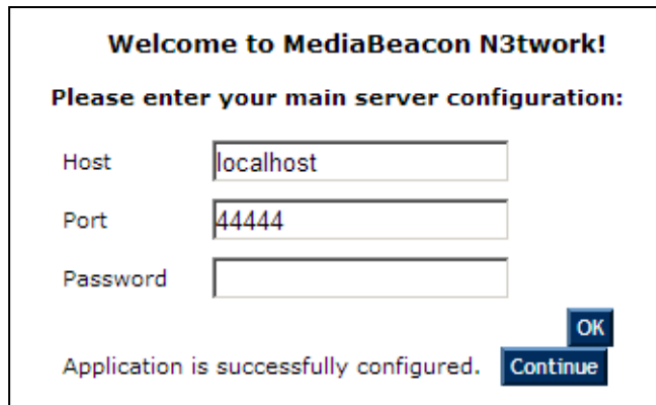 Welcome to MediaBeacon N3twork!
Please enter your main server configuration:
Host localhost
Port 44444
Password
OK
Application is successfully configured. Continue